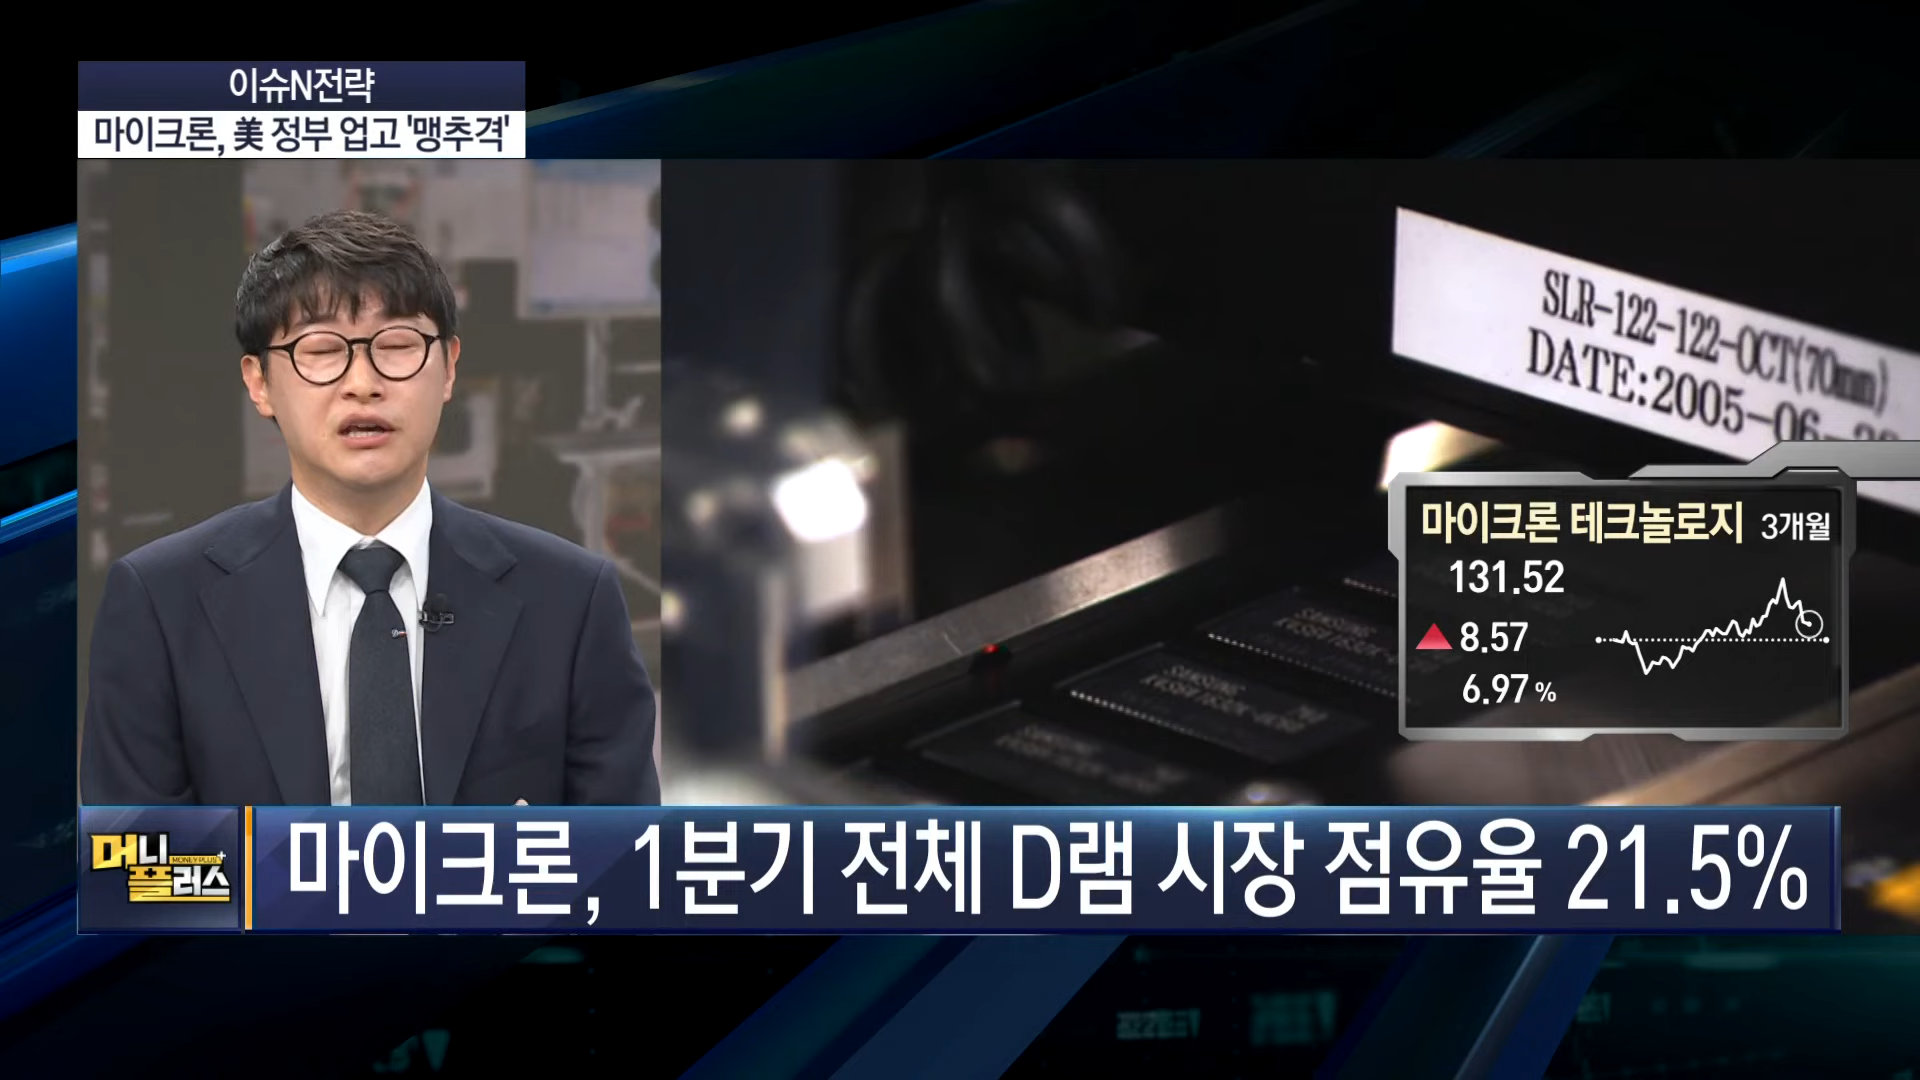 이슈N전략
마이크론, 美 정부 업고 '맹추격'
SLR-122-122-OCT(70mm)
DATE:2005-06-
마이크론 테크놀로지 3개월
131.52
▲ 8.57
6.97 %
SAMSUNG
SAMSUNG
머니
MONEYPLUS+
플러스
마이크론, 1분기 전체 D램 시장 점유율 21.5%